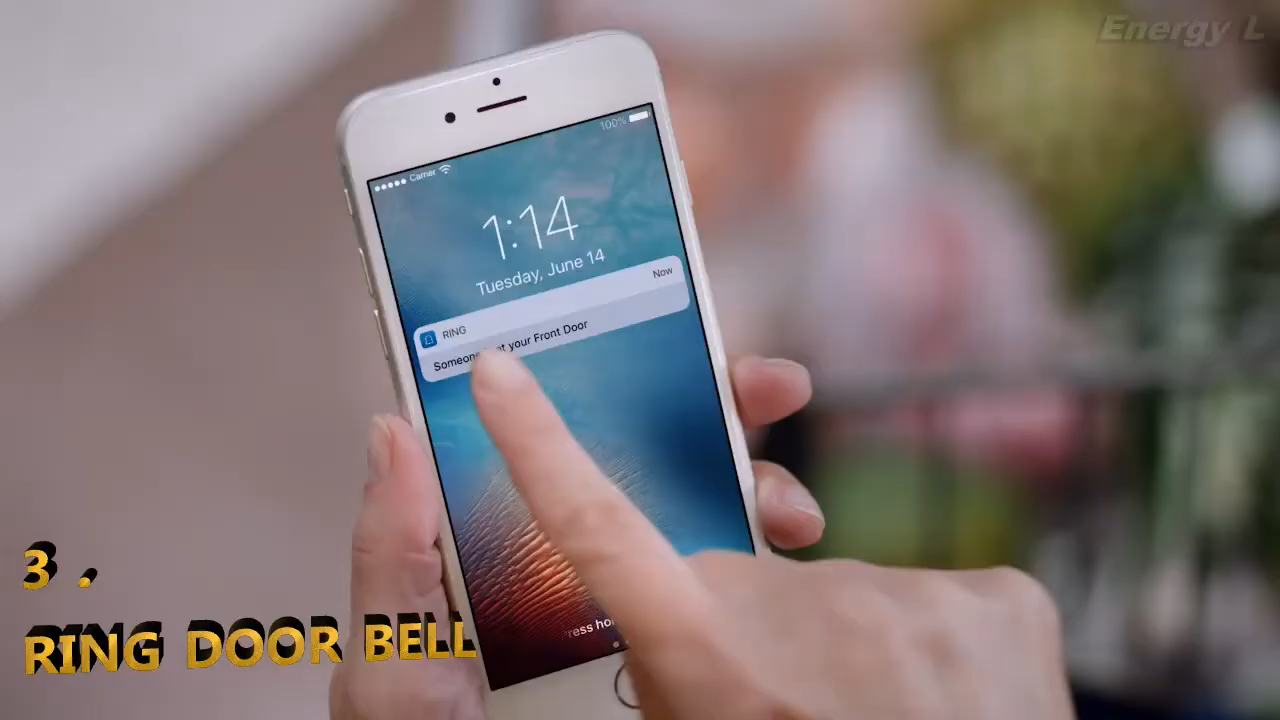 Energy L
100%
Carrier
1:14
Tuesday, June 14
RING
Now
your Front Door
3 .
RING DOOR BELL